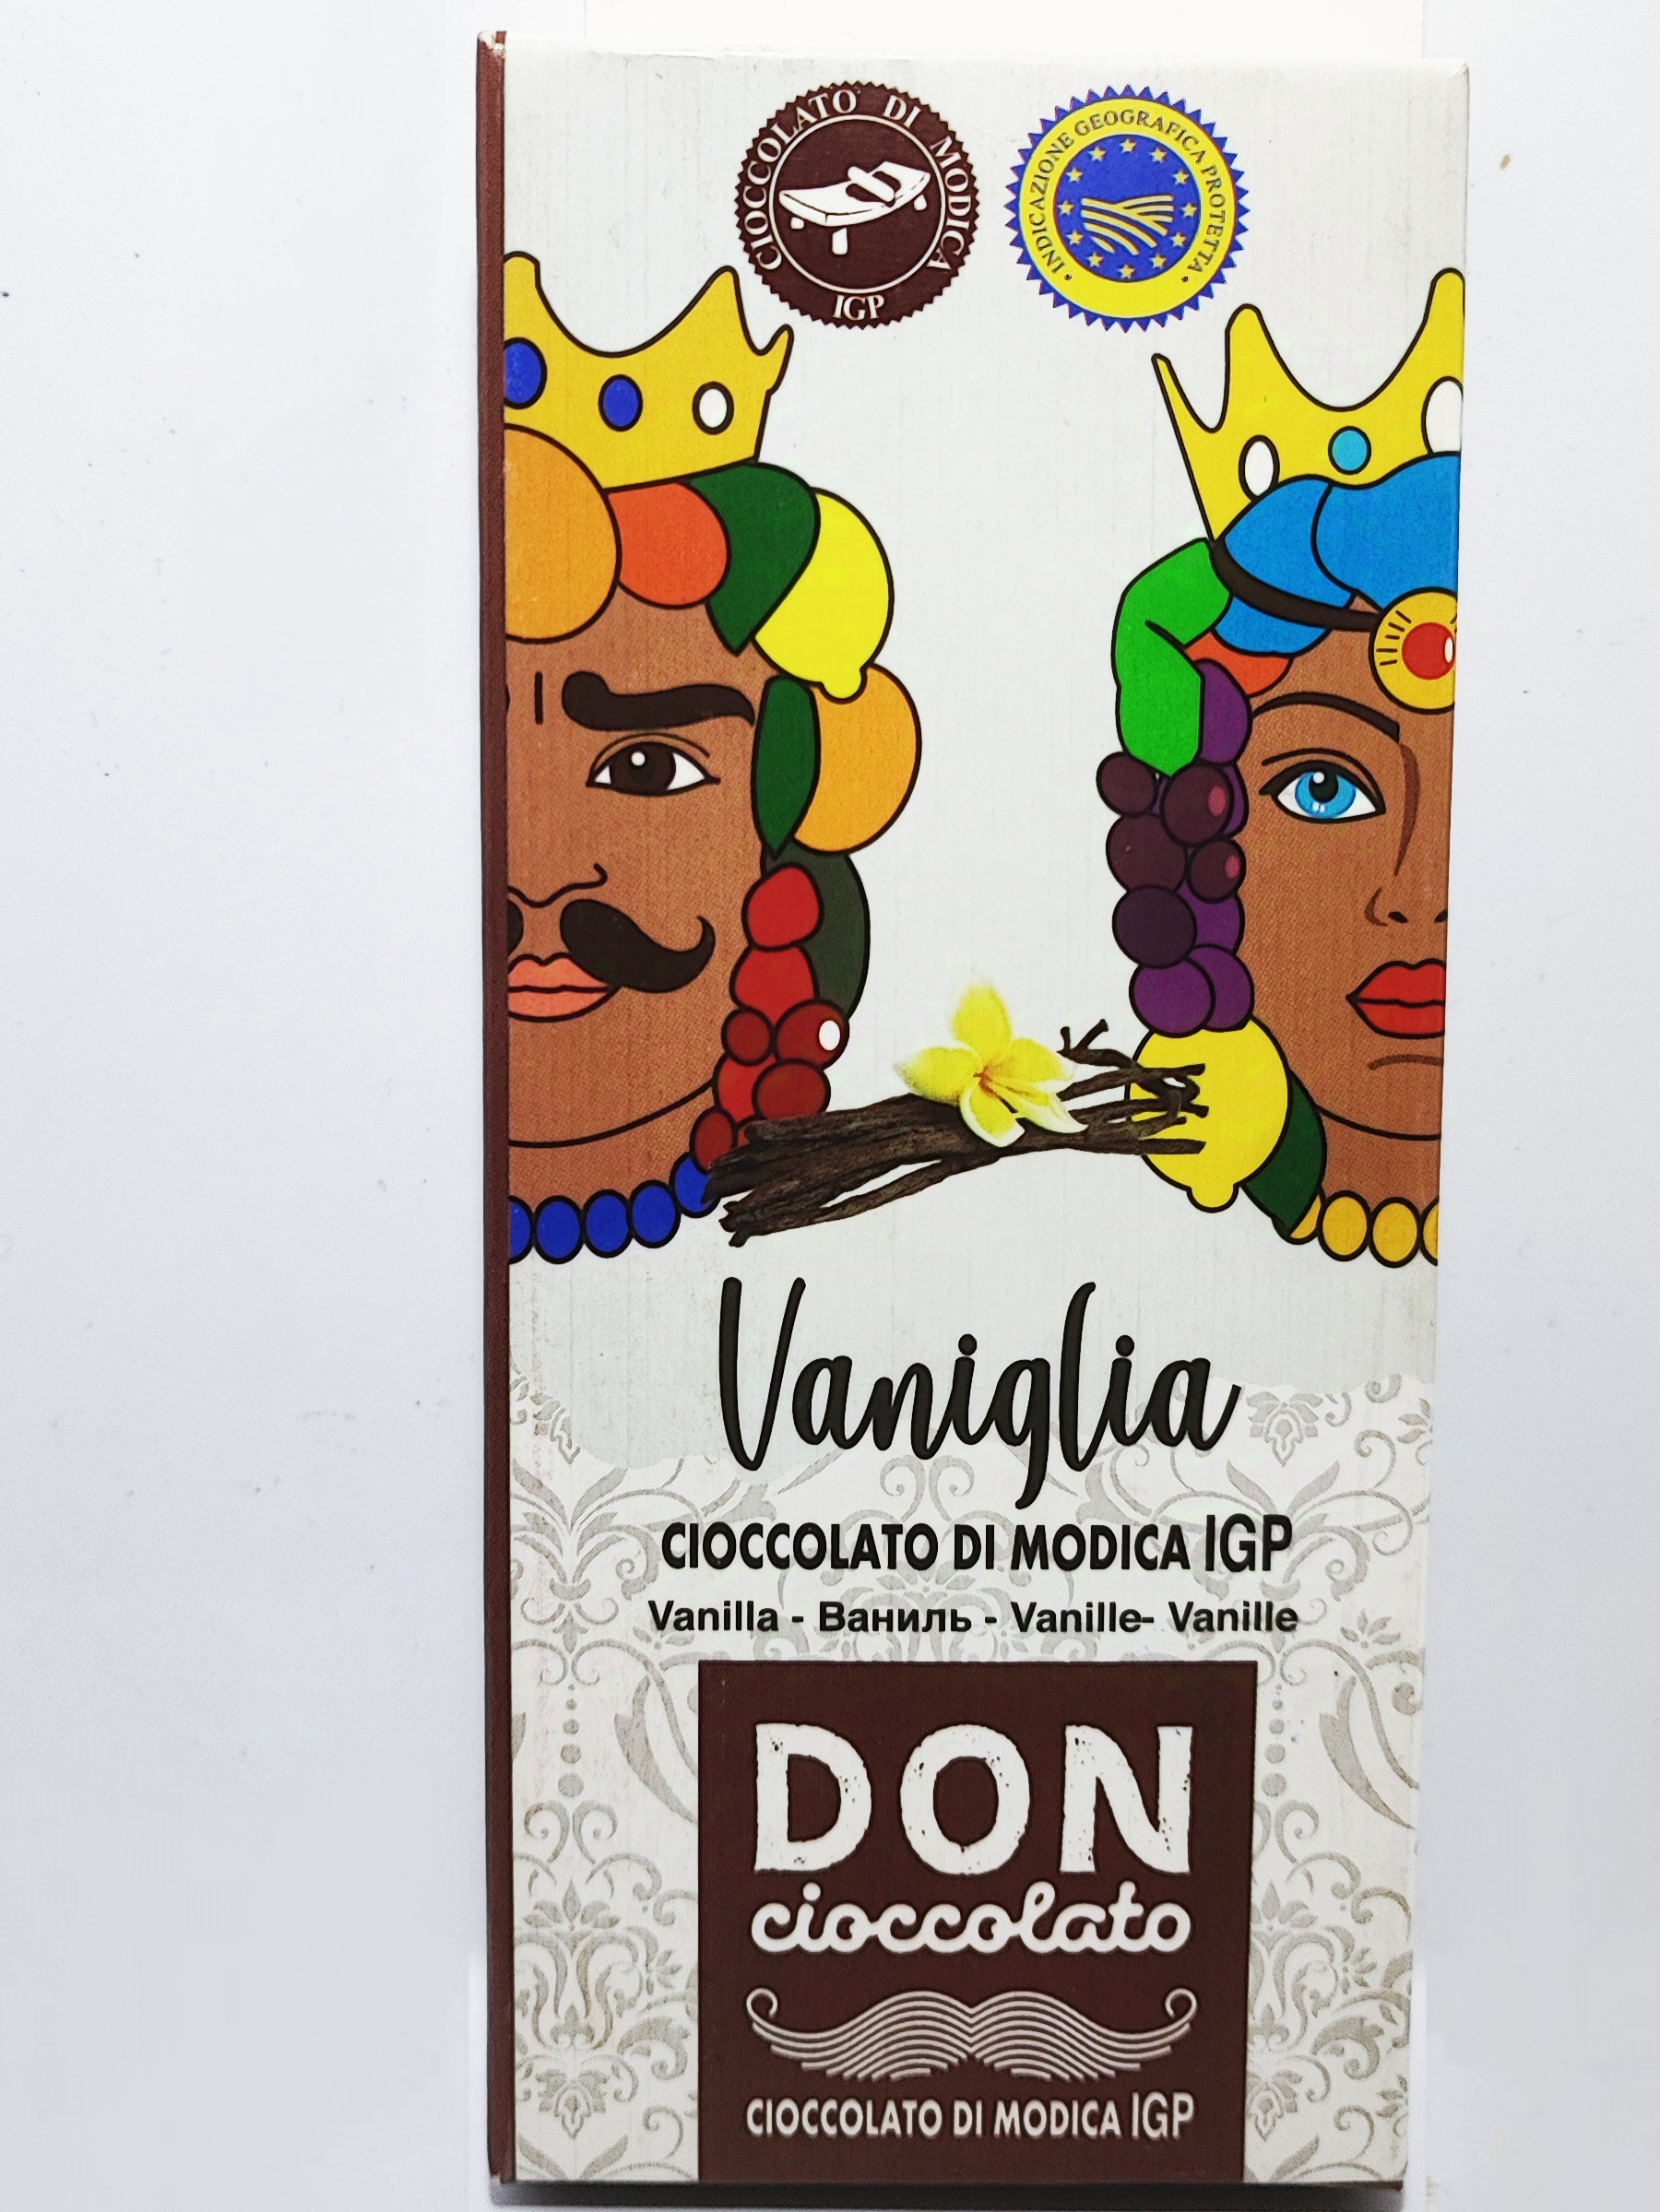 CIOCCOLATO DI MODICA
IGP
INDICAZIONE GEOGRAFICA PROTETTA
Vaniglia
CIOCCOLATO DI MODICA IGP
Vanilla - Ваниль - Vanille- Vanille
DON
cioccolato
CIOCCOLATO DI MODICA IGP